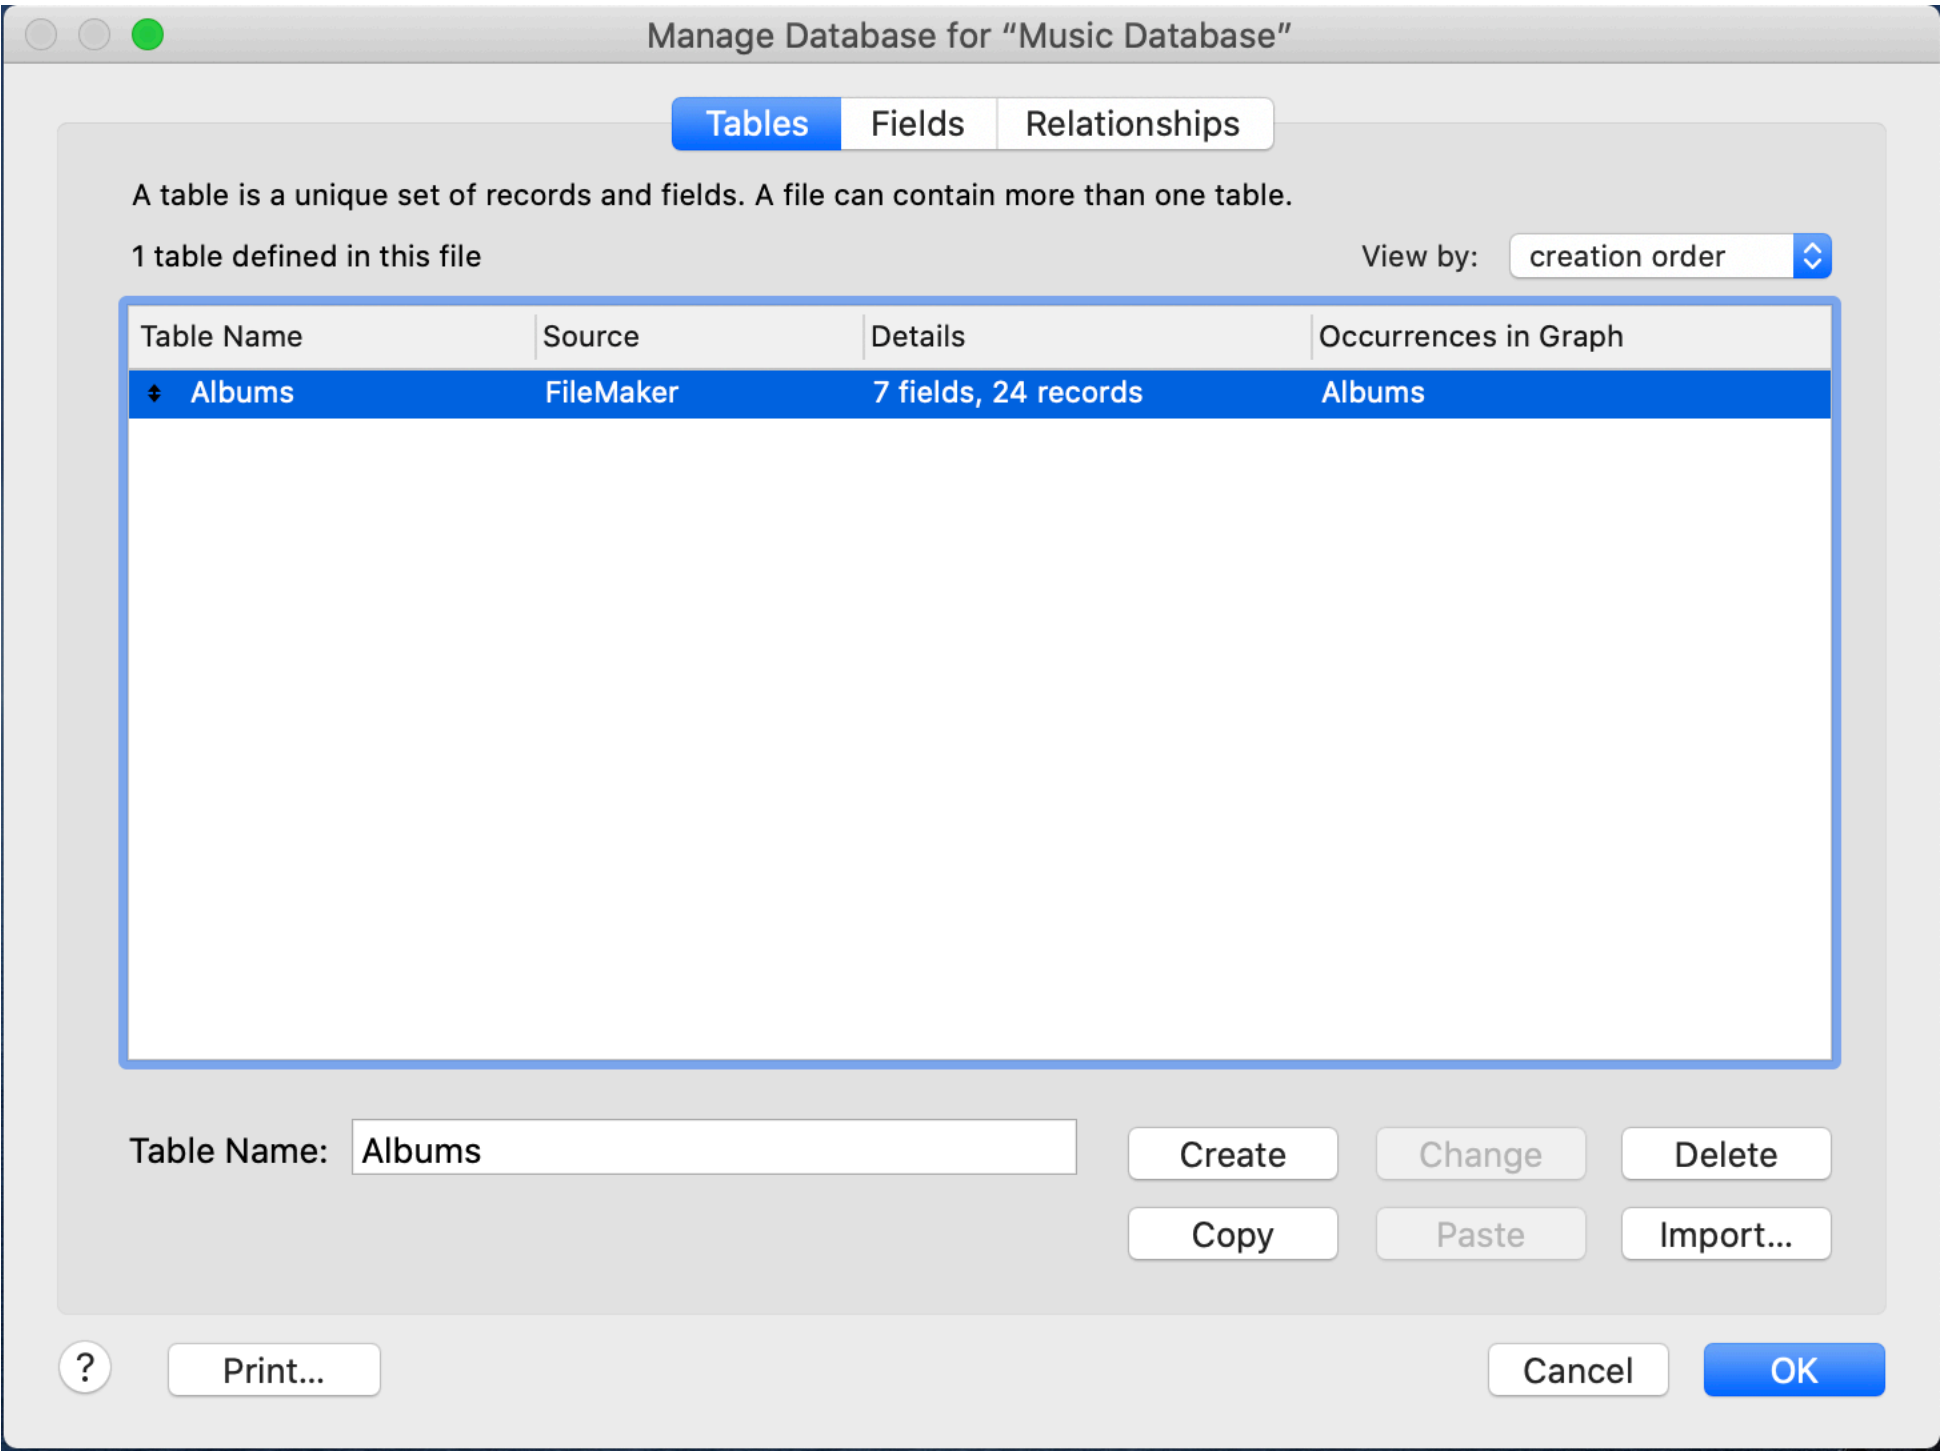 Manage Database for “Music Database”
Tables Fields Relationships
A table is a unique set of records and fields. A file can contain more than one table.
1 table defined in this file View by: creation order
Table Name Source Details Occurrences in Graph
Albums FileMaker 7 fields, 24 records Albums
Table Name: Albums Create Change Delete
Copy Paste Import...
? Print... Cancel OK